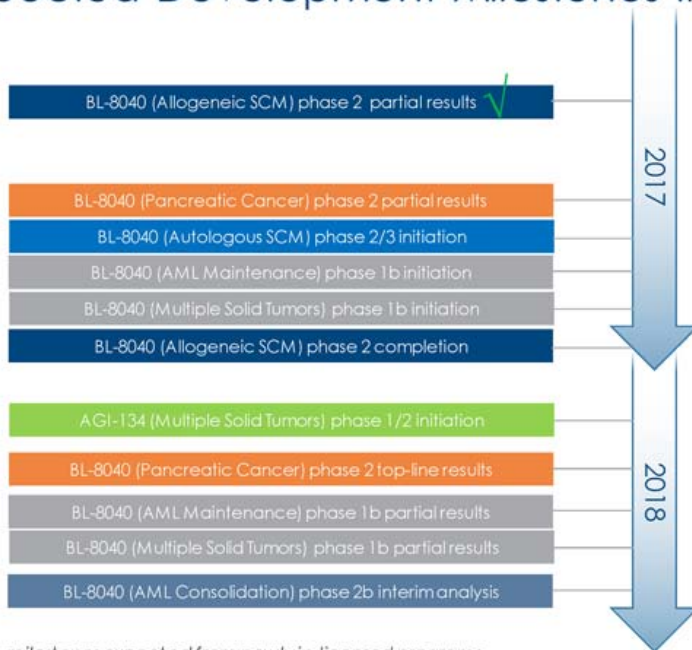 Development Milestones
BL-8040 (Allogeneic SCM) phase 2 partial results √
2017
BL-8040 (Pancreatic Cancer) phase 2 partial results
BL-8040 (Autologous SCM) phase 2/3 initiation
BL-8040 (AML Maintenance) phase 1b initiation
BL-8040 (Multiple Solid Tumors) phase 1b initiation
BL-8040 (Allogeneic SCM) phase 2 completion
AGI-134 (Multiple Solid Tumors) phase 1/2 initiation
BL-8040 (Pancreatic Cancer) phase 2 top-line results
2018
BL-8040 (AML Maintenance) phase 1b partial results
BL-8040 (Multiple Solid Tumors) phase 1b partial results
BL-8040 (AML Consolidation) phase 2b interim analysis